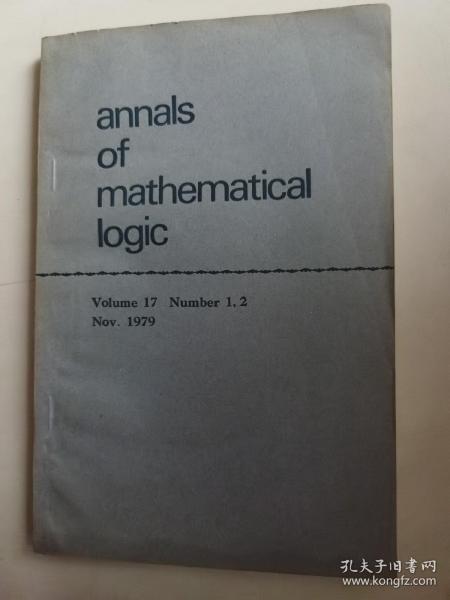 annals
of
mathematical
logic
Volume 17 Number 1, 2
Nov. 1979
孔夫子旧书网
www.kongfz.com